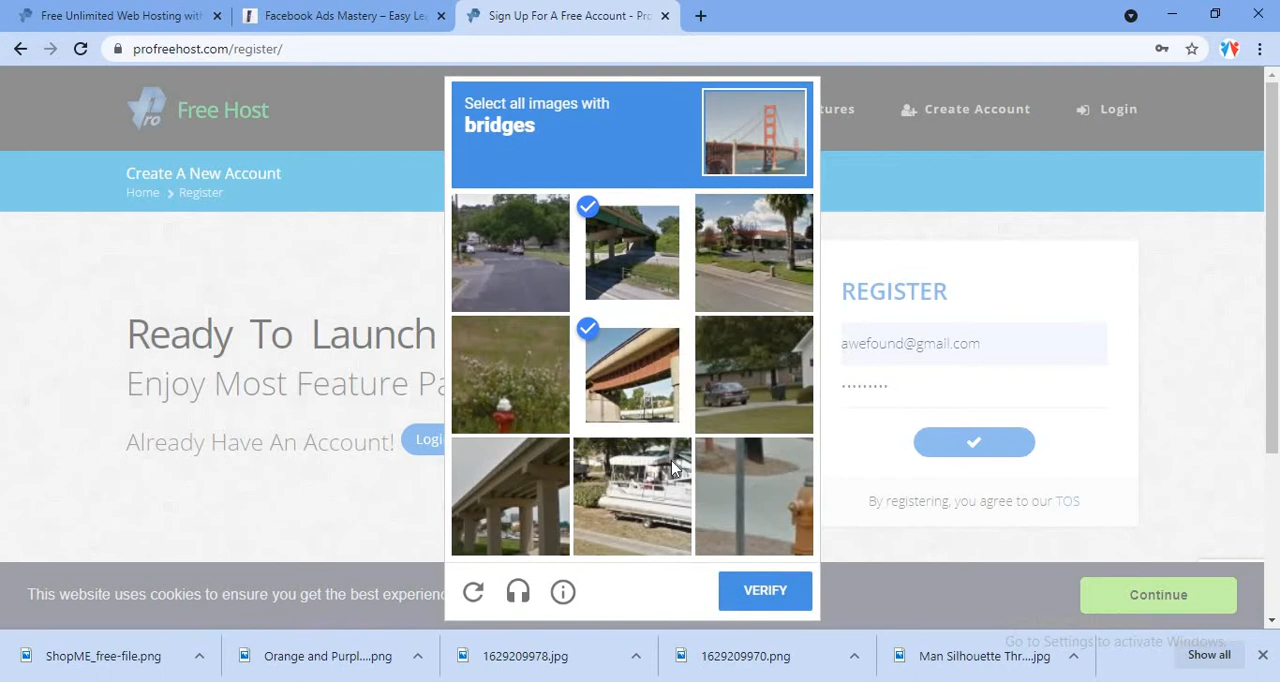 Free Unlimited Web Hosting with
Facebook Ads Mastery – Easy Le
Sign Up For A Free Account - Pro
profreehost.com/register/
Pro Free Host
tures
Create Account
Login
Create A New Account
Home
Register
Select all images with
bridges
Ready To Launch
Enjoy Most Feature Pa
Already Have An Account!
Logi
REGISTER
awefound@gmail.com
•••••••••
By registering, you agree to our TOS
VERIFY
This website uses cookies to ensure you get the best experienc
Continue
Go to Settings to activate Windows.
ShopME_free-file.png
Orange and Purpl....png
1629209978.jpg
1629209970.png
Man Silhouette Thr....jpg
Show all